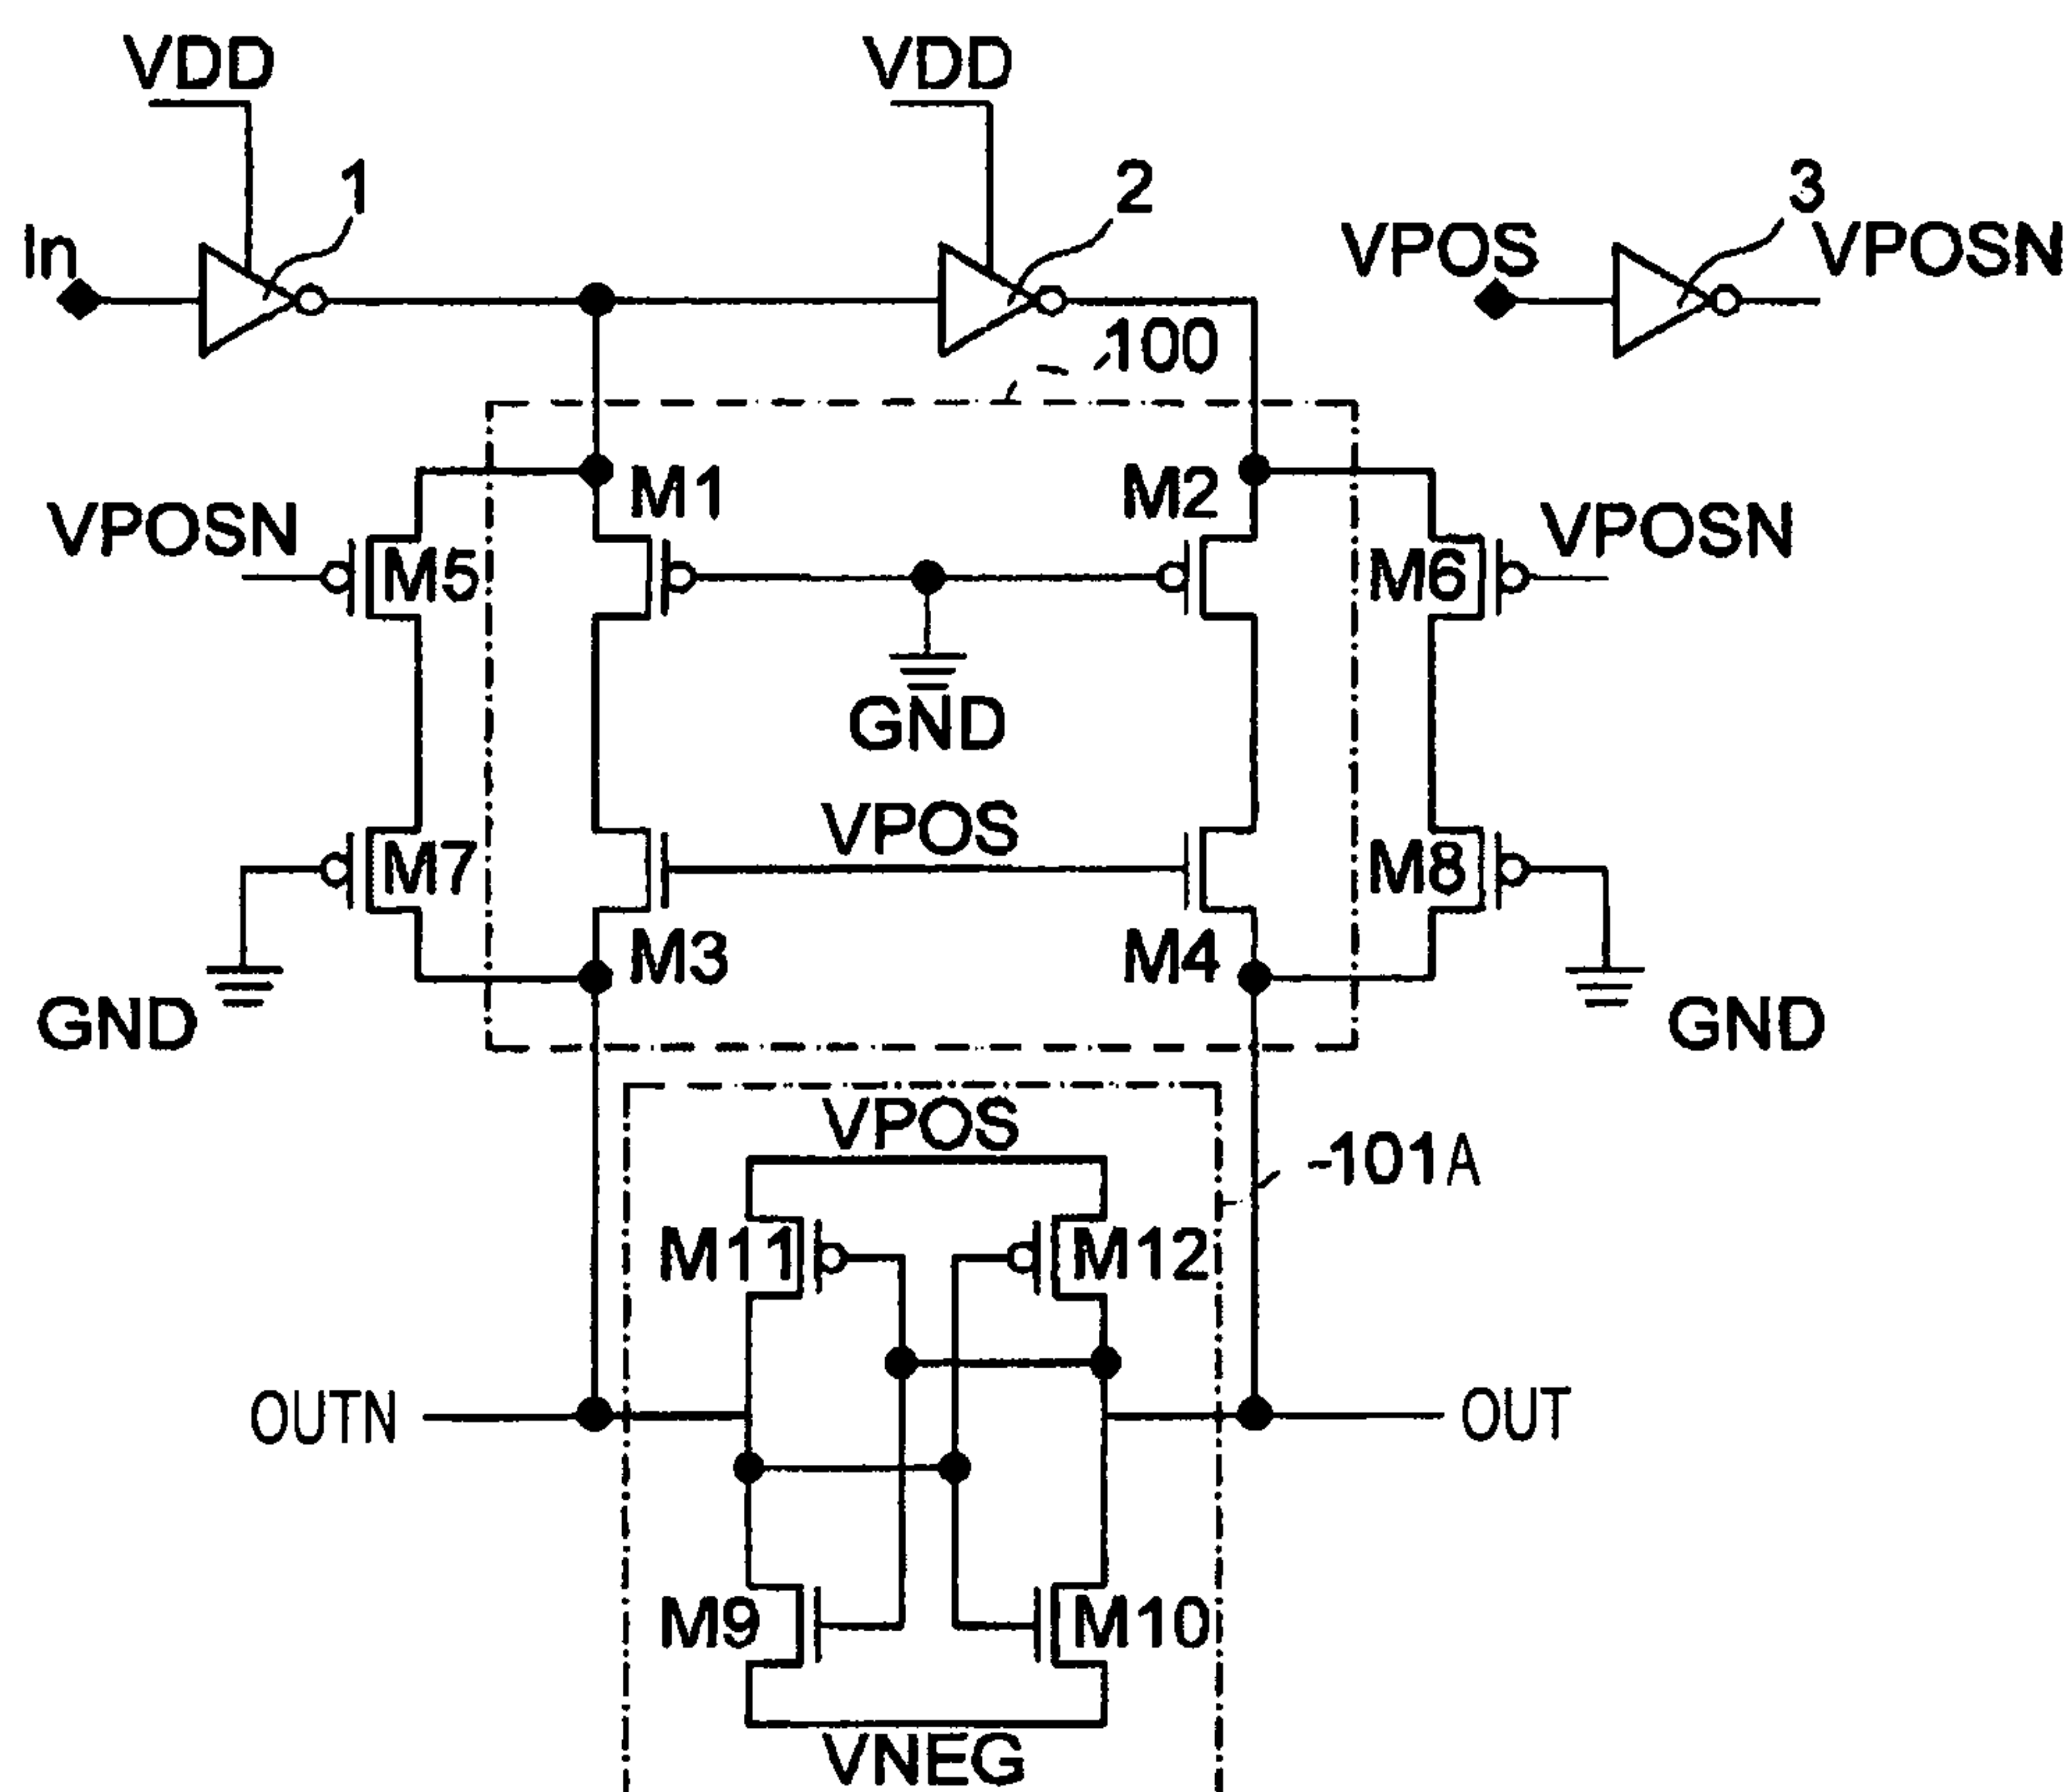 VDD
VDD
1
2
3
In
VPOS
VPOSN
100
M1
M2
VPOSN
M5
M6
VPOSN
GND
VPOS
M7
M8
M3
M4
GND
GND
VPOS
101A
M11
M12
OUTN
OUT
M9
M10
VNEG